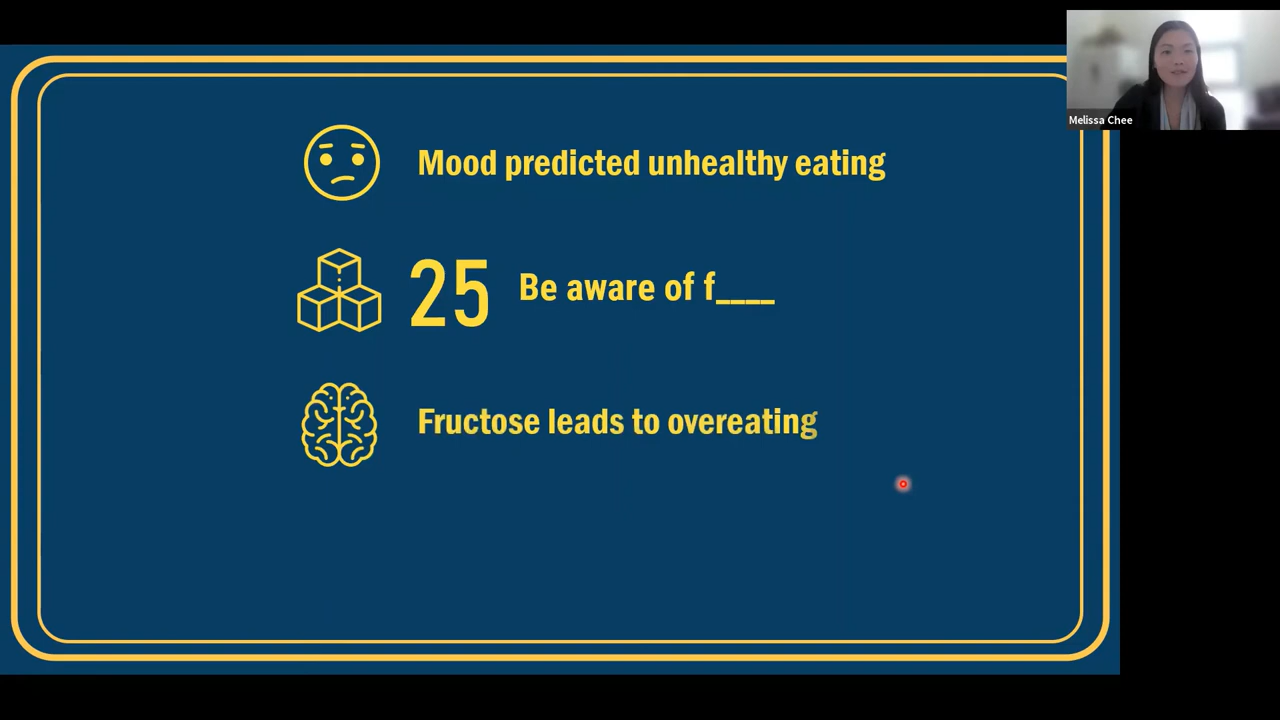 Melissa Chee
Mood predicted unhealthy eating
25 Be aware of f____
Fructose leads to overeating